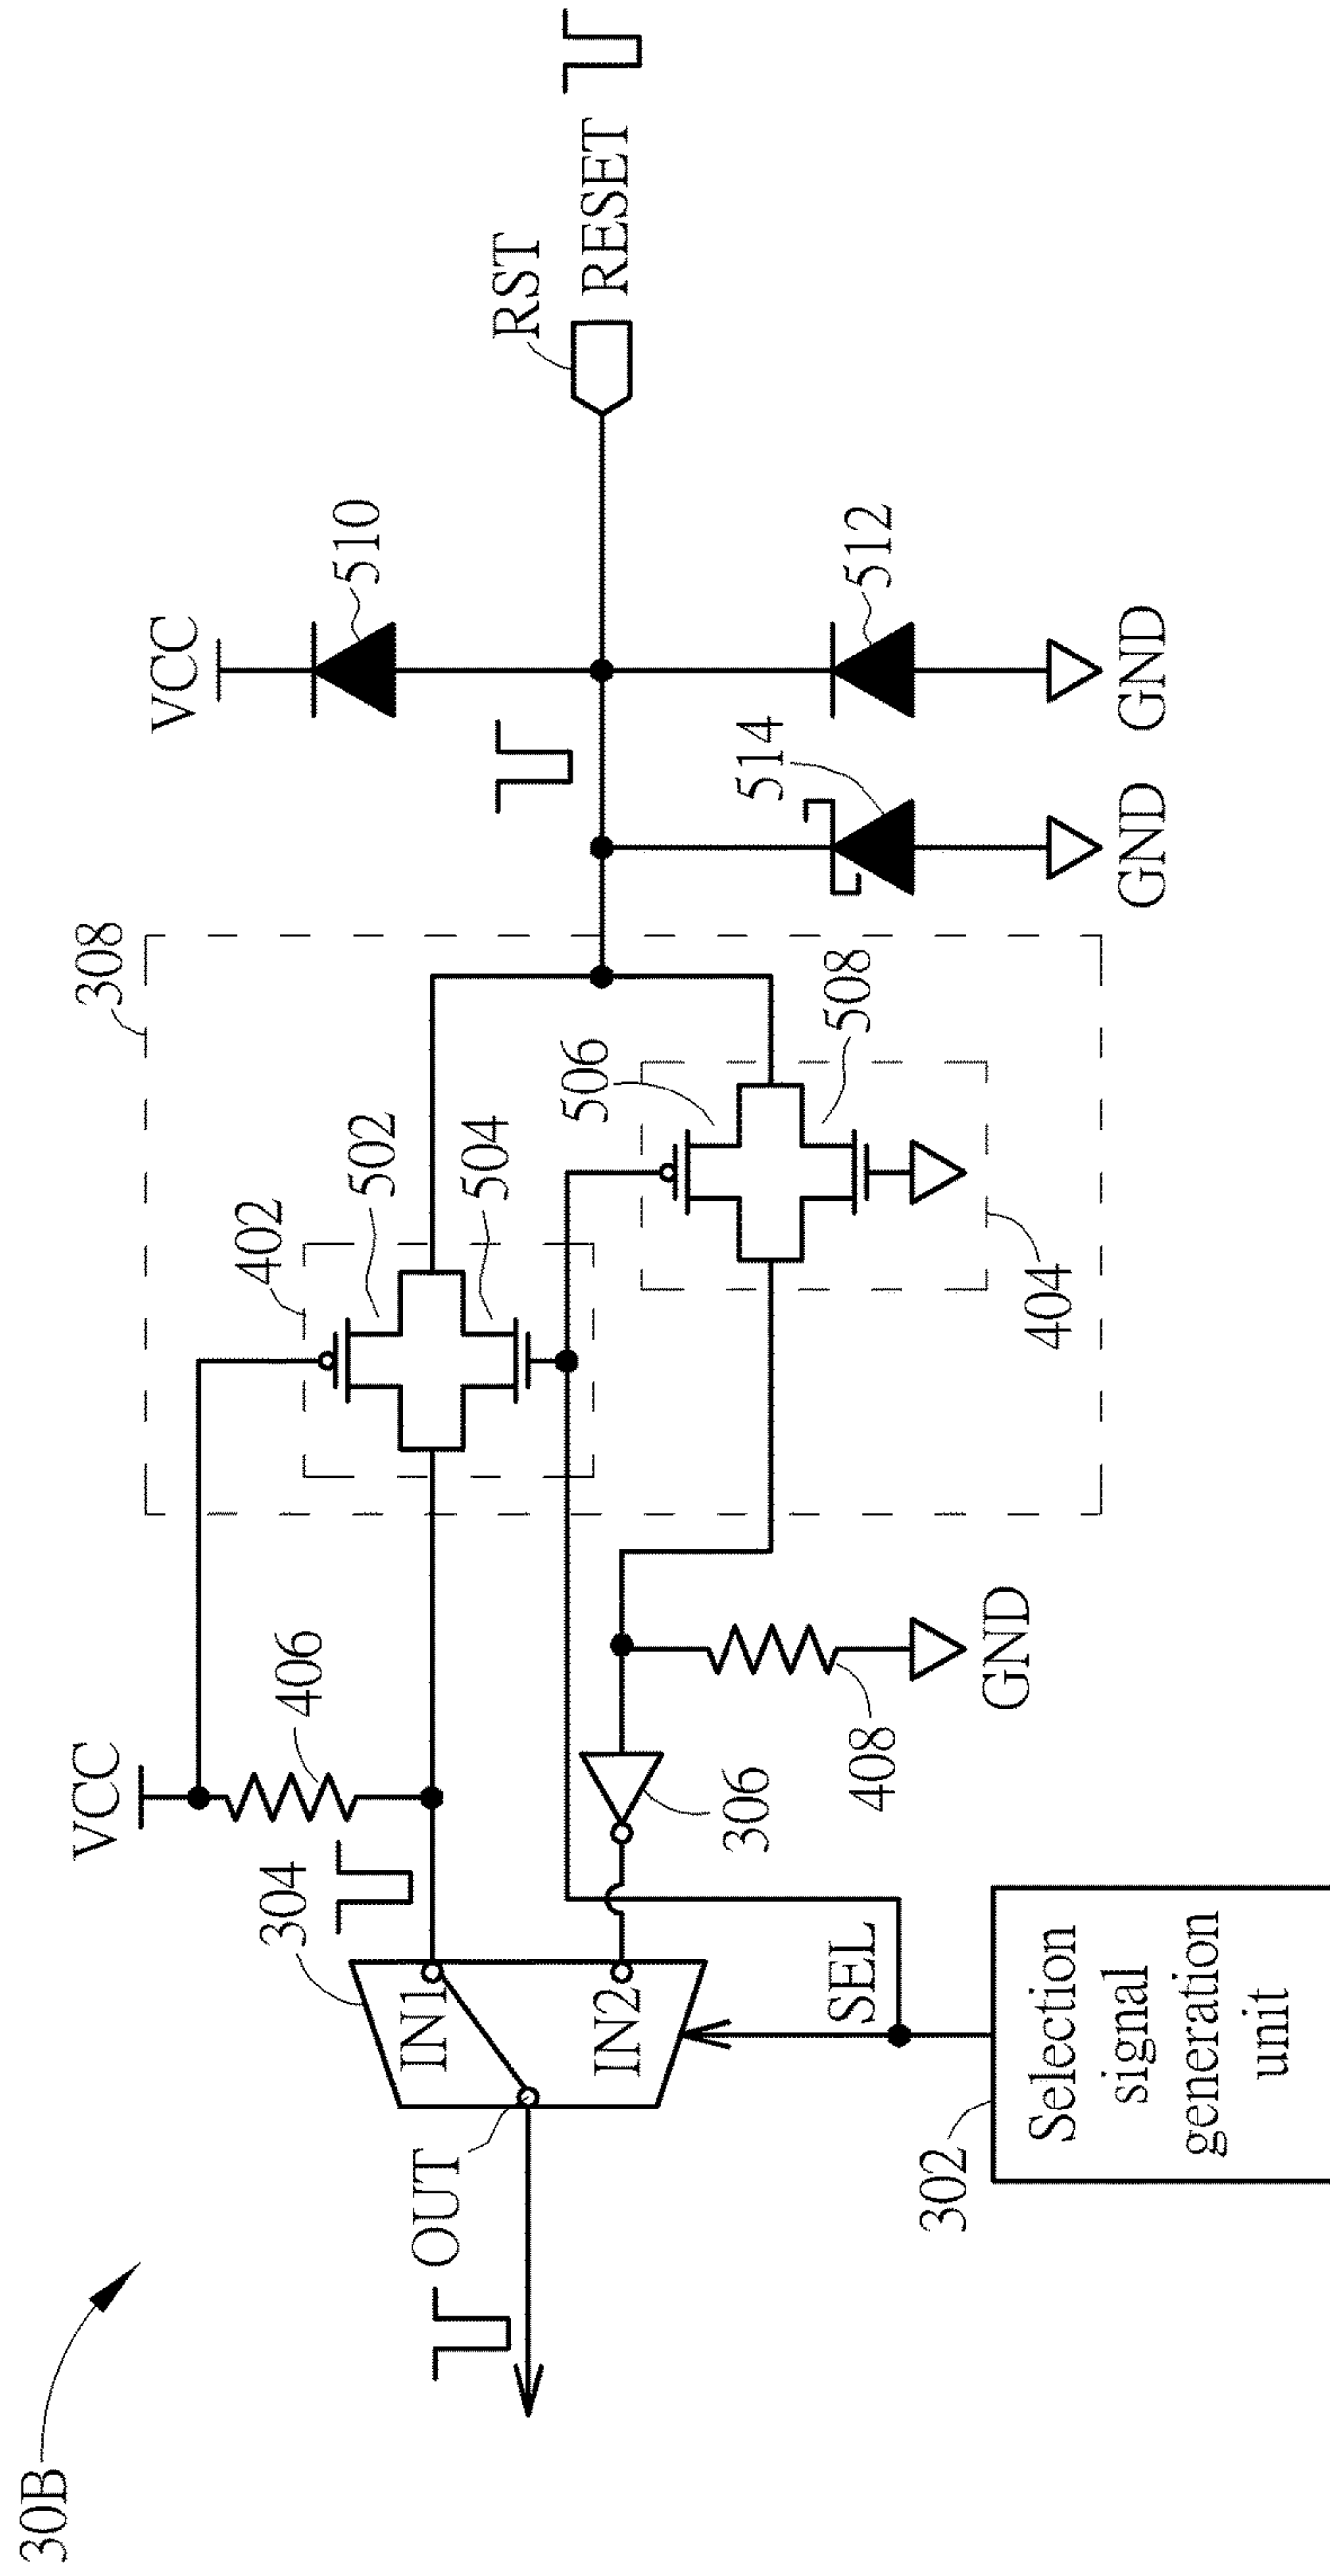 30B
OUT
304
IN1
IN2
SEL
302
Selection
signal
generation
unit
VCC
406
306
408
GND
308
402
502
504
506
508
404
VCC
510
514
512
GND
GND
RST
RESET